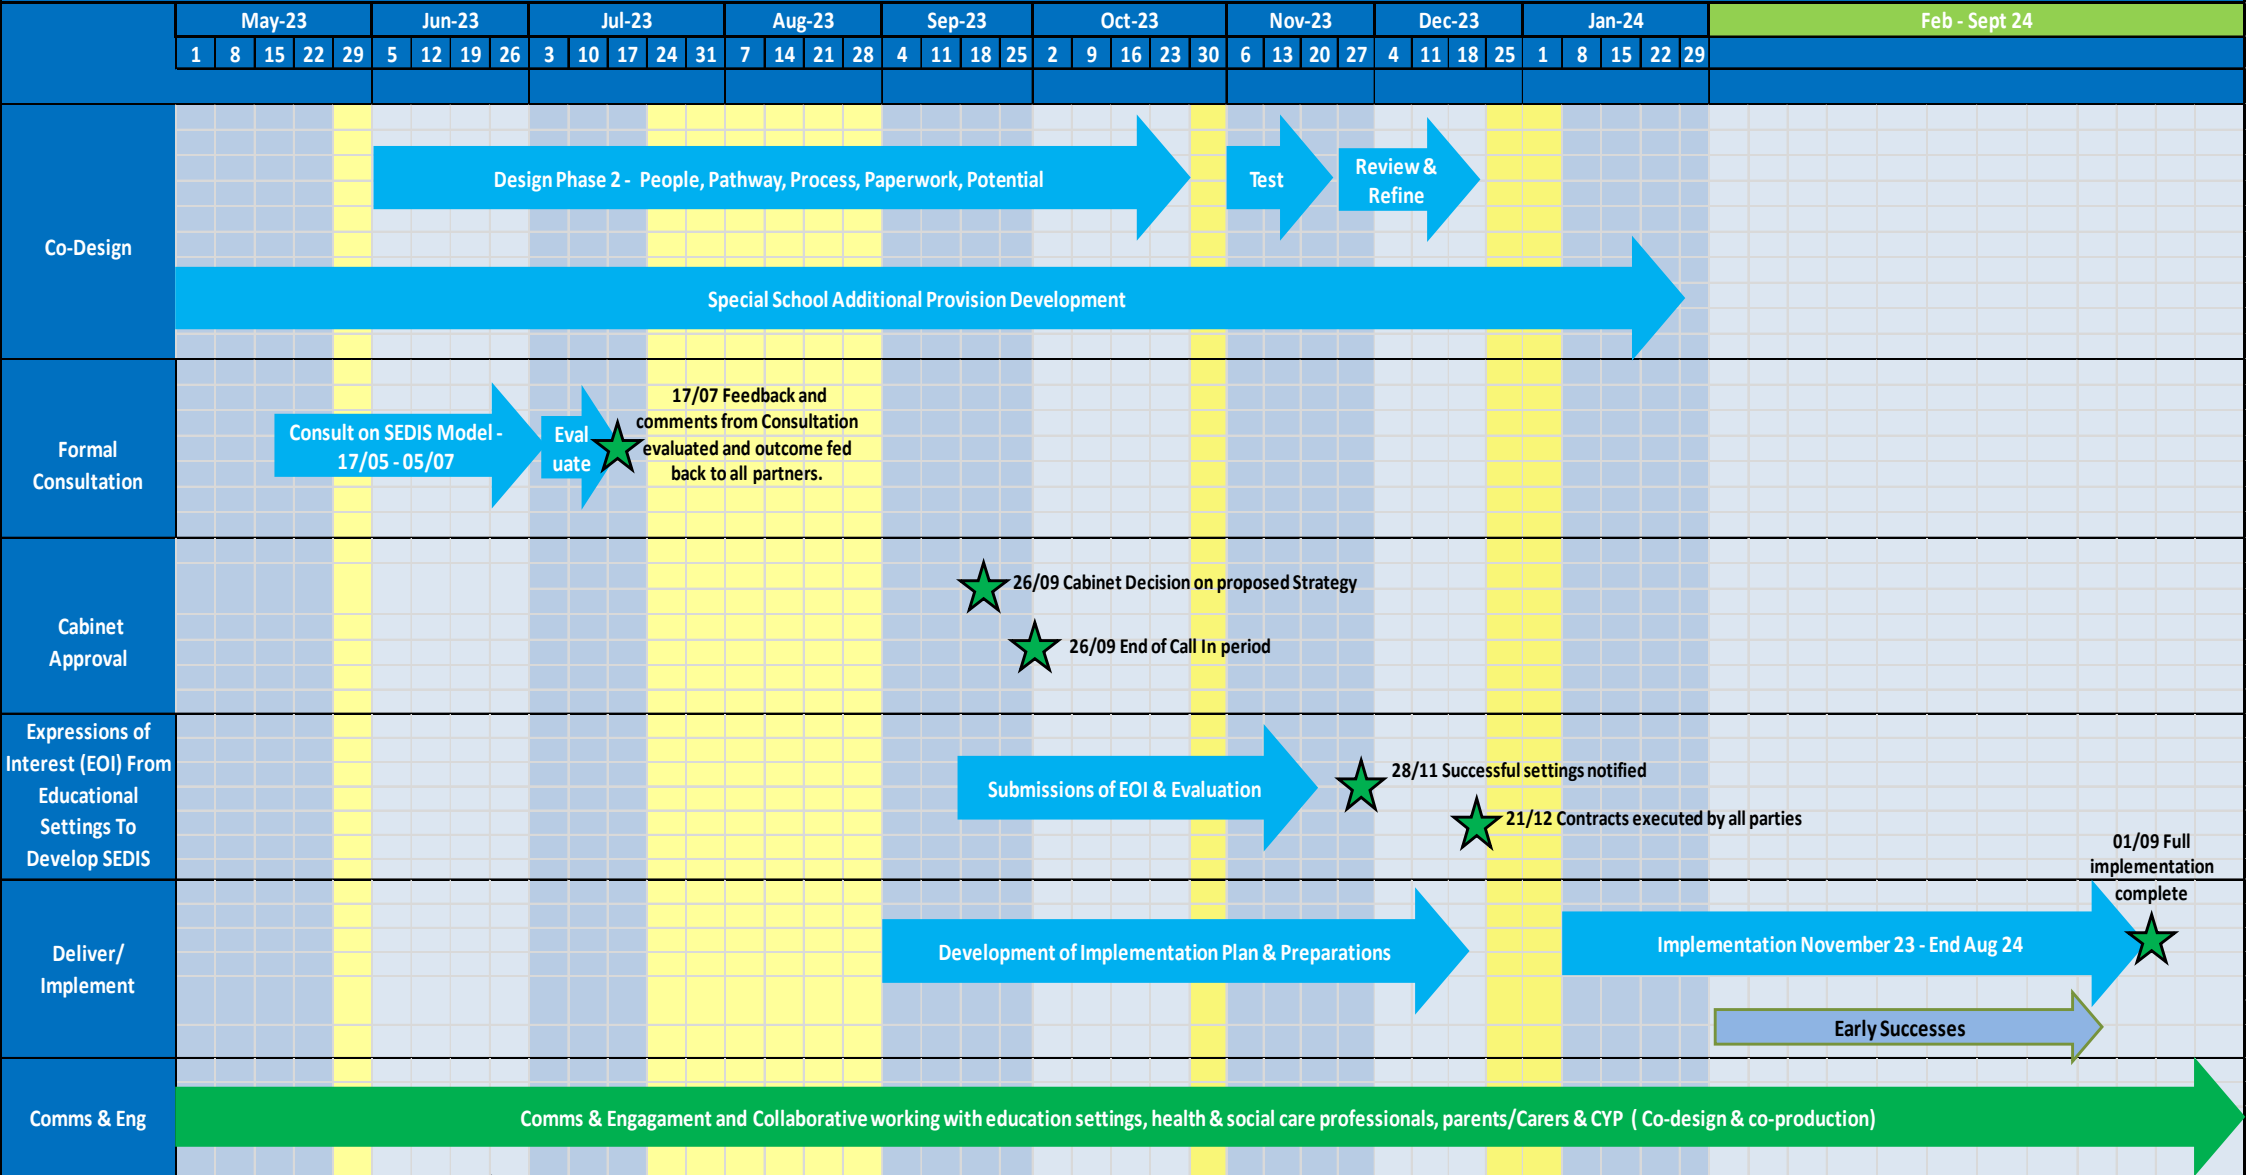 May-23 Jun-23 Jul-23 Aug-23 Sep-23 Oct-23 Nov-23 Dec-23 Jan-24 Feb - Sept 24
1 8 15 22 29 5 12 19 26 3 10 17 24 31 7 14 21 28 4 11 18 25 2 9 16 23 30 6 13 20 27 4 11 18 25 1 8 15 22 29
Co-Design
Design Phase 2 - People, Pathway, Process, Paperwork, Potential
Test
Review &
Refine
Special School Additional Provision Development
Formal
Consultation
Consult on SEDIS Model -
17/05 - 05/07
Eval
uate
17/07 Feedback and
comments from Consultation
evaluated and outcome fed
back to all partners.
Cabinet
Approval
26/09 Cabinet Decision on proposed Strategy
26/09 End of Call In period
Expressions of
Interest (EOI) From
Educational
Settings To
Develop SEDIS
Submissions of EOI & Evaluation
28/11 Successful settings notified
21/12 Contracts executed by all parties
01/09 Full
implementation
complete
Deliver/
Implement
Development of Implementation Plan & Preparations
Implementation November 23 - End Aug 24
Early Successes
Comms & Eng
Comms & Engagament and Collaborative working with education settings, health & social care professionals, parents/Carers & CYP ( Co-design & co-production)